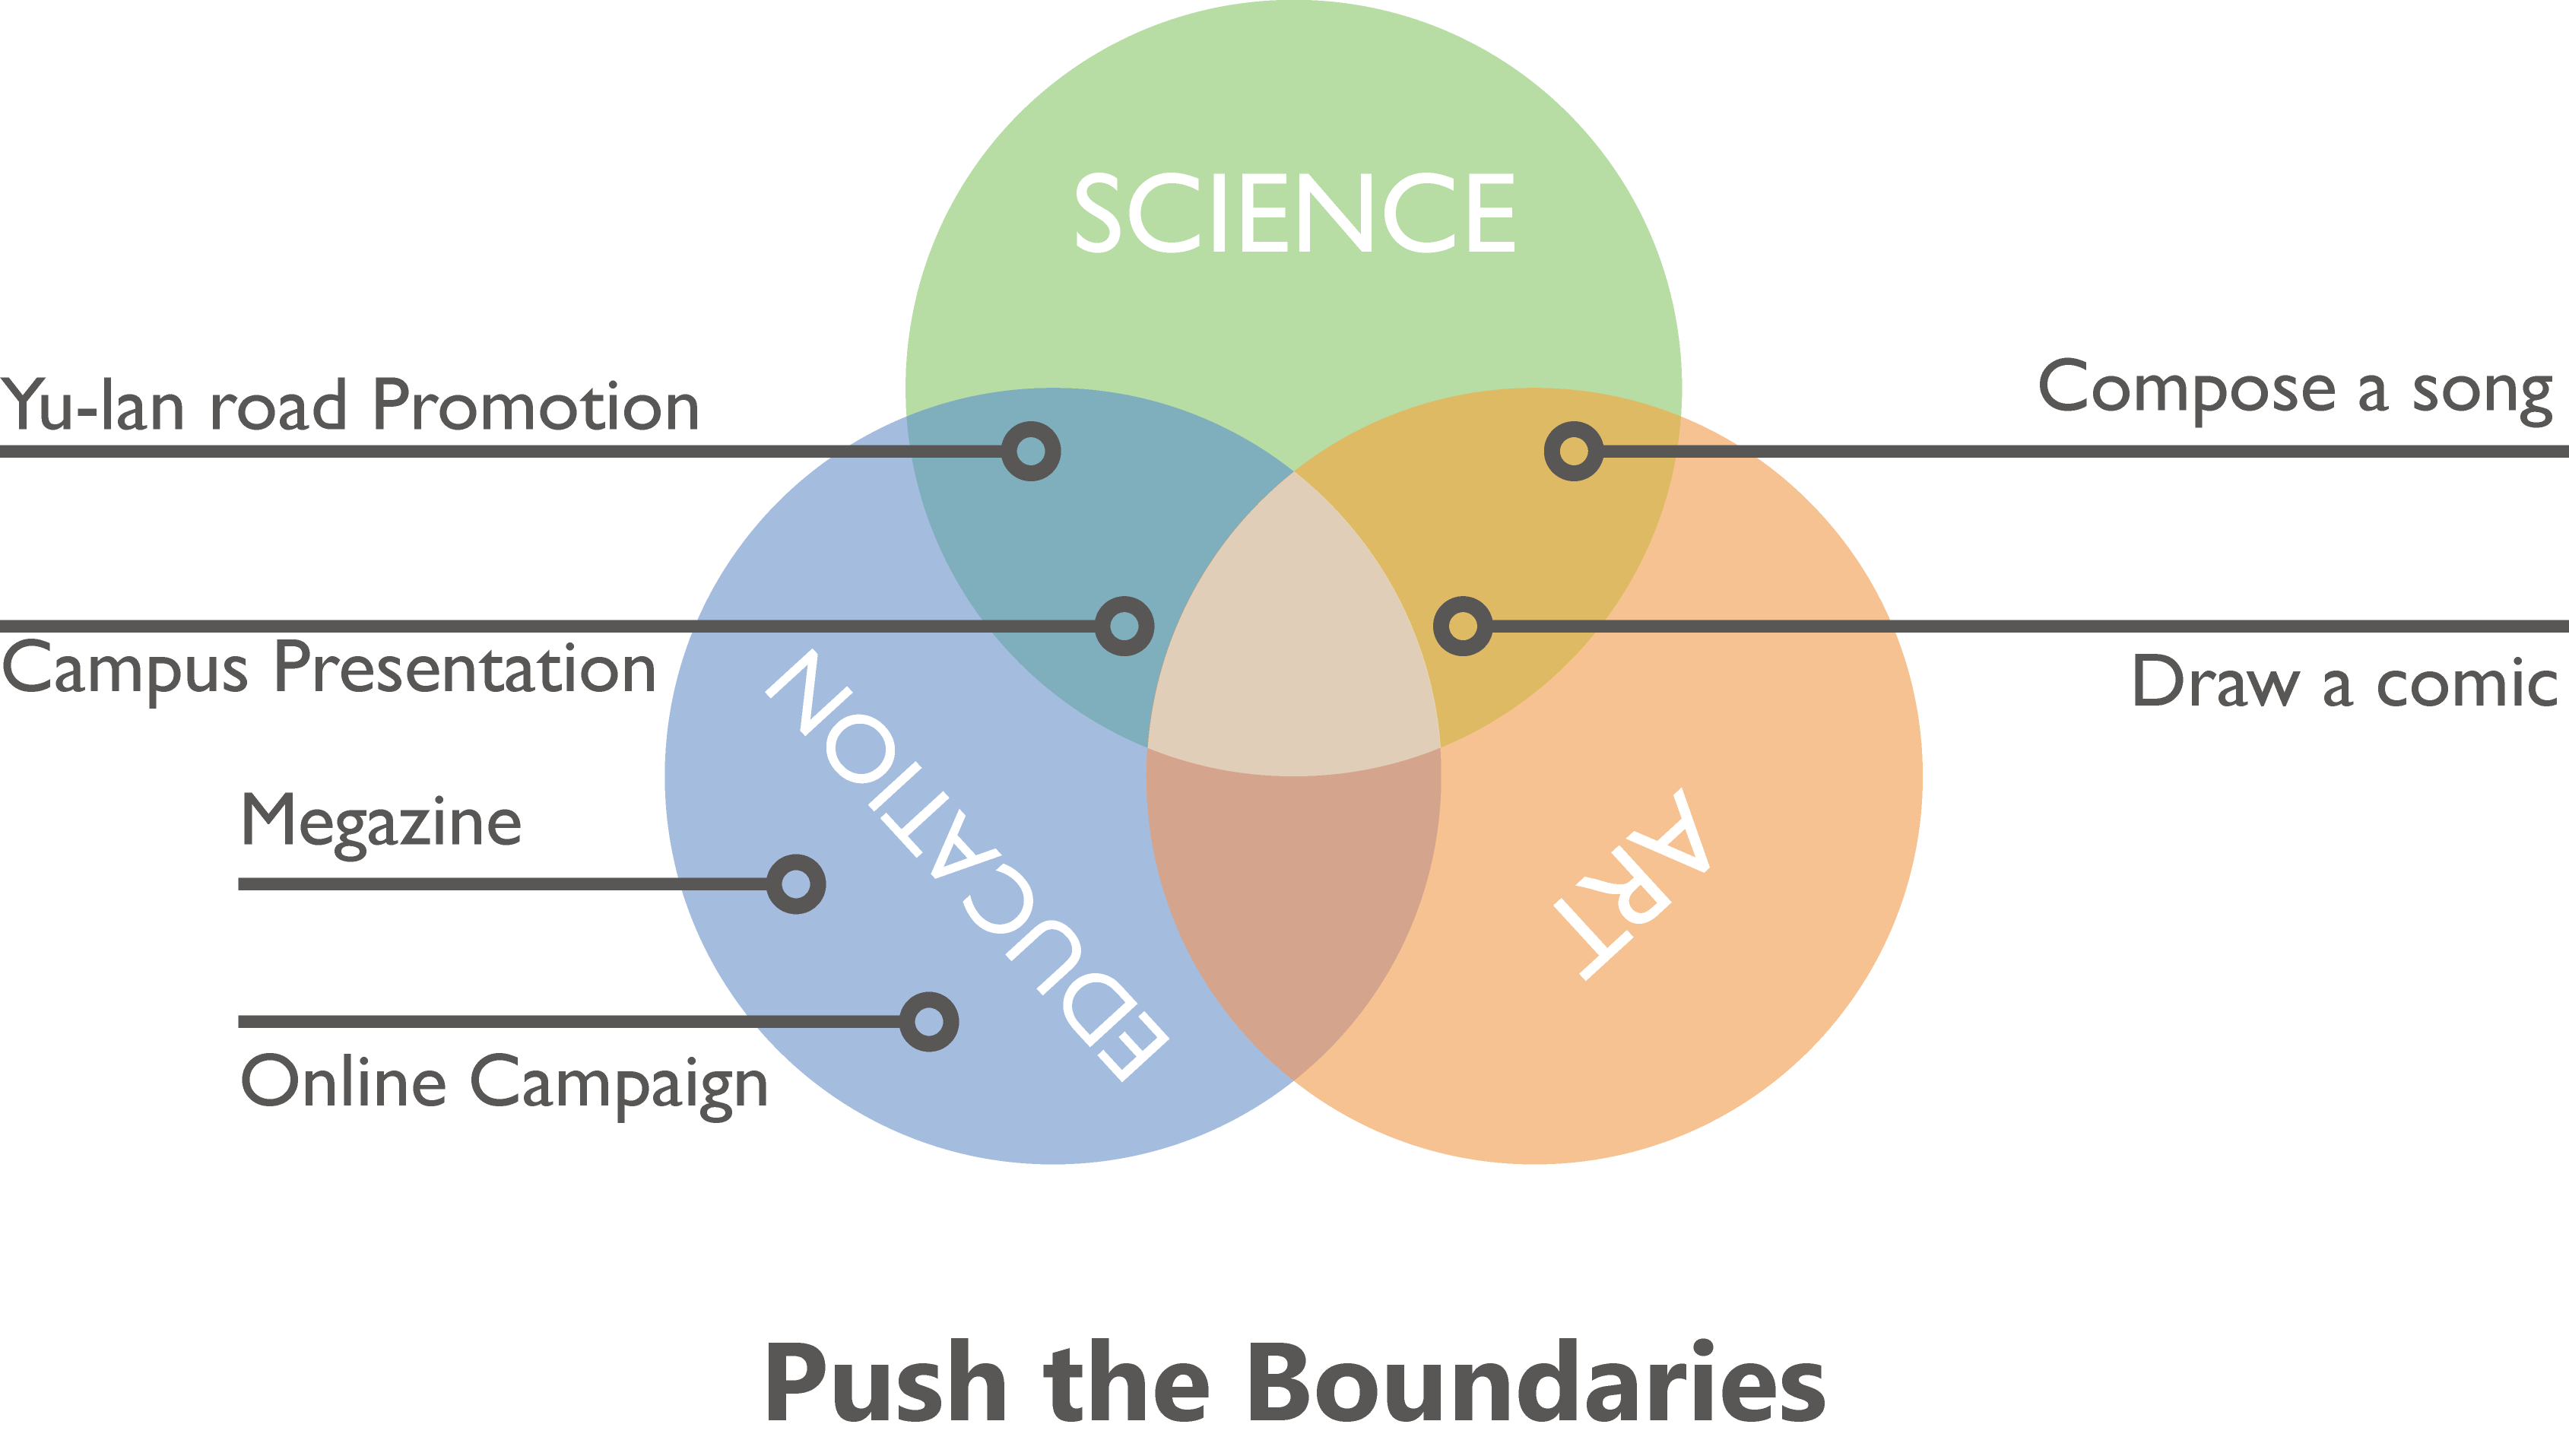 SCIENCE
Yu-lan road Promotion
Compose a song
Campus Presentation
Draw a comic
EDUCATION
ART
Megazine
Online Campaign
Push the Boundaries